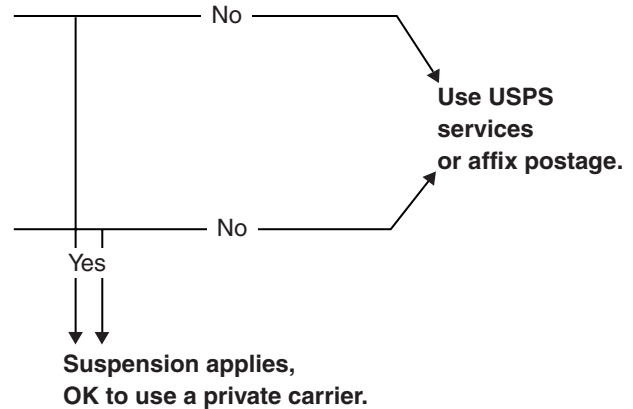 No
Use USPS
services
or affix postage.
No
Yes
Suspension applies,
OK to use a private carrier.